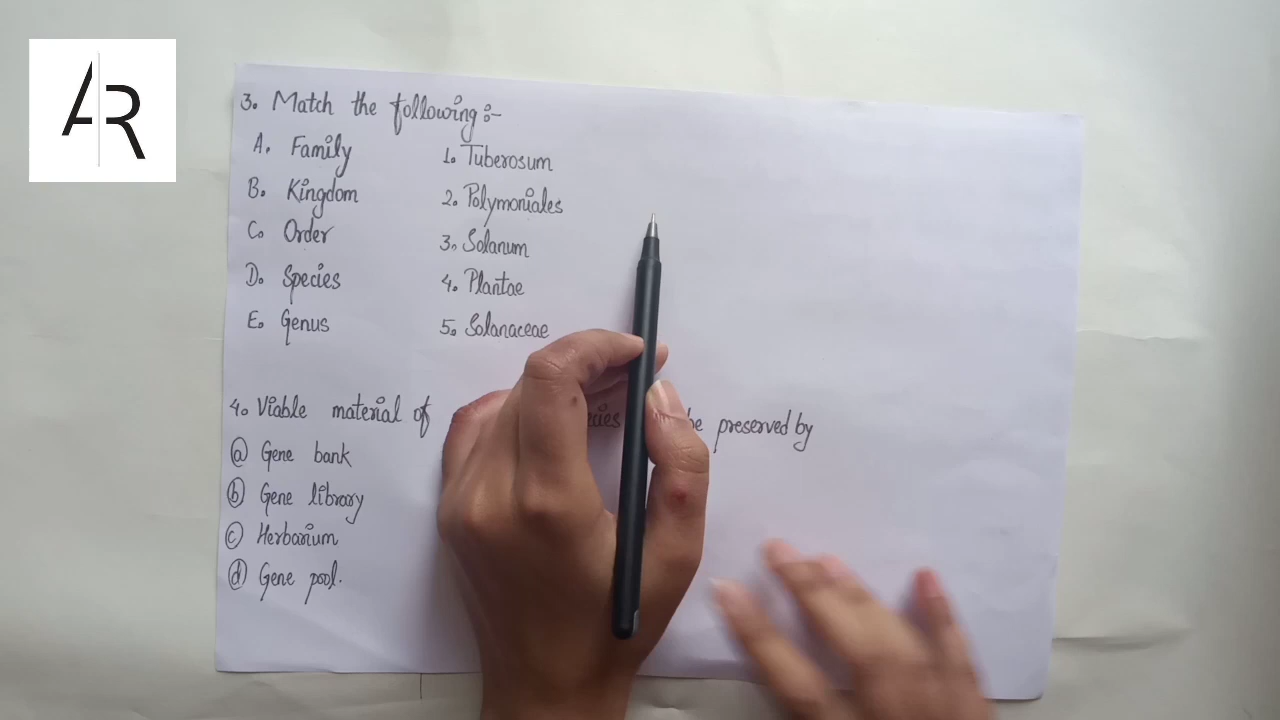 AR
3. Match the following:-
A. Family 1. Tuberosum
B. Kingdom 2. Polymoniales
C. Order 3. Solanum
D. Species 4. Plantae
E. Genus 5. Solanaceae
4. Viable material of be preserved by
(a) Gene bank
(b) Gene library
(c) Herbarium
(d) Gene pool.